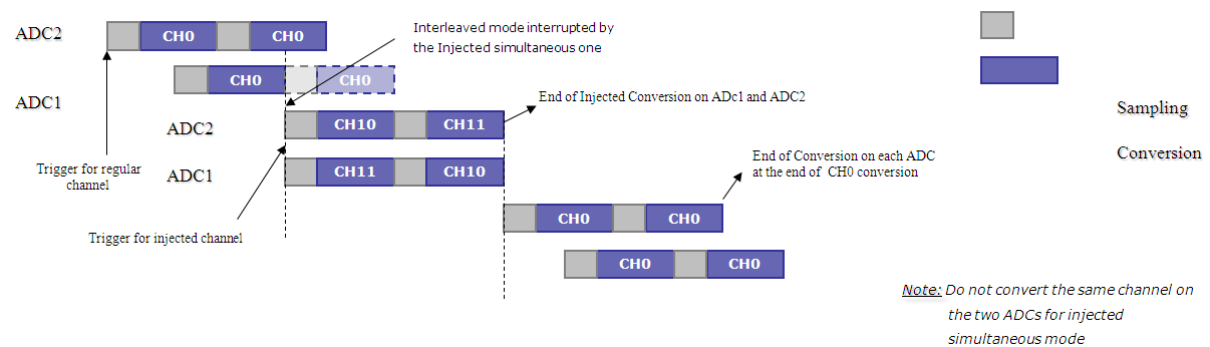 ADC2
CH0
CH0
Interleaved mode interrupted by
the Injected simultaneous one
CH0
CH0
ADC1
End of Injected Conversion on ADc1 and ADC2
ADC2
CH10
CH11
Sampling
Trigger for regular
channel
ADC1
CH11
CH10
End of Conversion on each ADC
at the end of CH0 conversion
Conversion
Trigger for injected channel
CH0
CH0
CH0
CH0
Note: Do not convert the same channel on
the two ADCs for injected
simultaneous mode